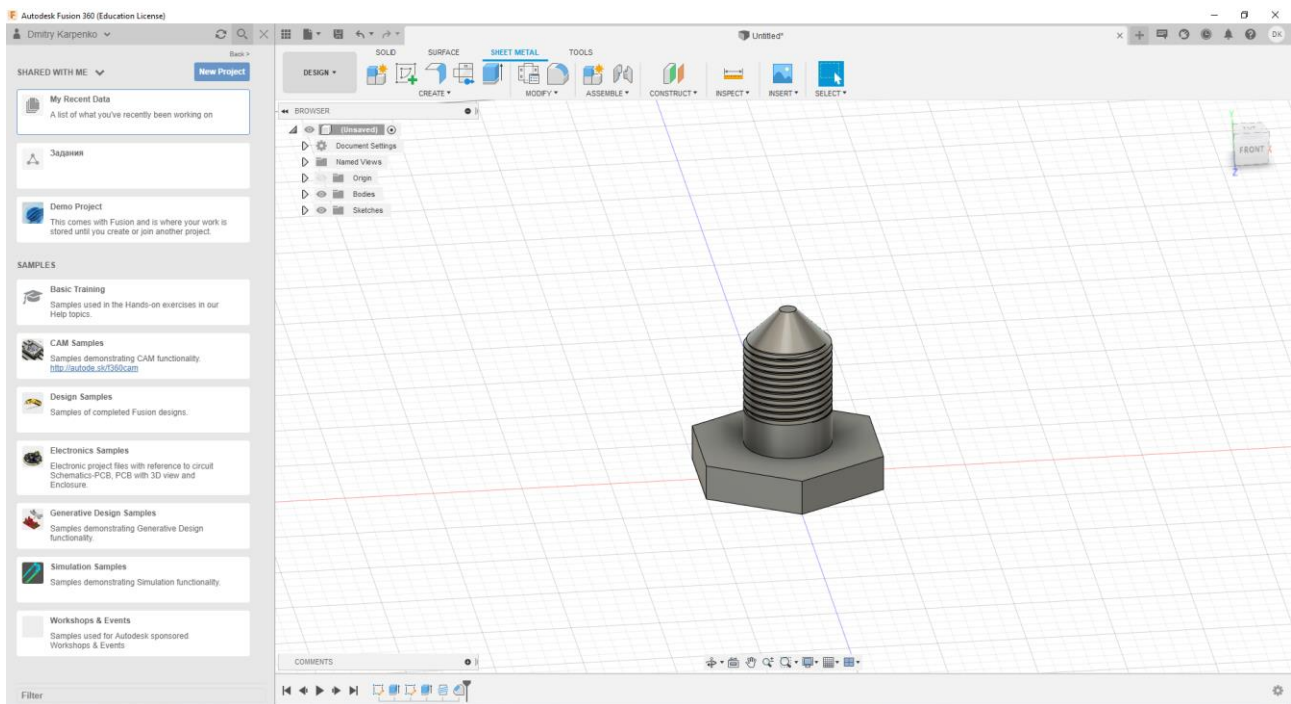 Autodesk Fusion 360 (Education License)
Dmitry Karpenko
Untitled*
DK
Back >
SHARED WITH ME
New Project
My Recent Data
A list of what you've recently been working on
Задания
Demo Project
This comes with Fusion and is where your work is
stored until you create or join another project.
SAMPLES
Basic Training
Samples used in the Hands-on exercises in our
Help topics.
CAM Samples
Samples demonstrating CAM functionality.
http://autode.sk/f360cam
Design Samples
Samples of completed Fusion designs.
Electronics Samples
Electronic project files with reference to circuit
Schematics-PCB, PCB with 3D view and
Enclosure.
Generative Design Samples
Samples demonstrating Generative Design
functionality.
Simulation Samples
Samples demonstrating Simulation functionality.
Workshops & Events
Samples used for Autodesk sponsored
Workshops & Events
Filter
SOLID SURFACE SHEET METAL TOOLS
DESIGN
CREATE MODIFY ASSEMBLE CONSTRUCT INSPECT INSERT SELECT
BROWSER
(Unsaved)
Document Settings
Named Views
Origin
Bodies
Sketches
FRONT
X
Z
COMMENTS